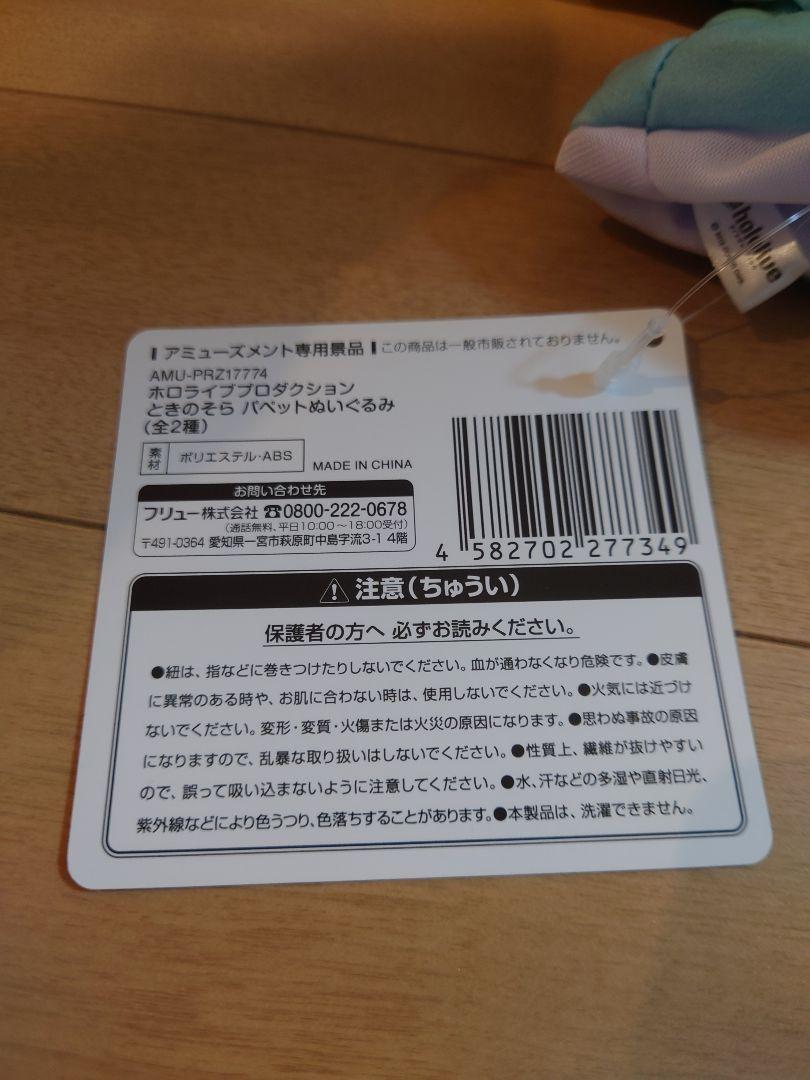 hololive
アミューズメント専用景品 この商品は一般市販されておりません。
AMU-PRZ17774
ホロライブプロダクション
ときのそら パペットぬいぐるみ
(全2種)
素材 ポリエステル・ABS MADE IN CHINA
お問い合わせ先
フリュー株式会社 ☎0800-222-0678
(通話無料、平日10:00~18:00受付)
〒491-0364 愛知県一宮市萩原町中島字流3-1 4階
4 582702 277349
⚠注意(ちゅうい)
保護者の方へ 必ずお読みください。
●紐は、指などに巻きつけたりしないでください。血が通わなくなり危険です。●皮膚
に異常のある時や、お肌に合わない時は、使用しないでください。●火気には近づけ
ないでください。変形・変質・火傷または火災の原因になります。●思わぬ事故の原因
になりますので、乱暴な取り扱いはしないでください。●性質上、繊維が抜けやすい
ので、誤って吸い込まないように注意してください。●水、汗などの多湿や直射日光、
紫外線などにより色うつり、色落ちすることがあります。●本製品は、洗濯できません。